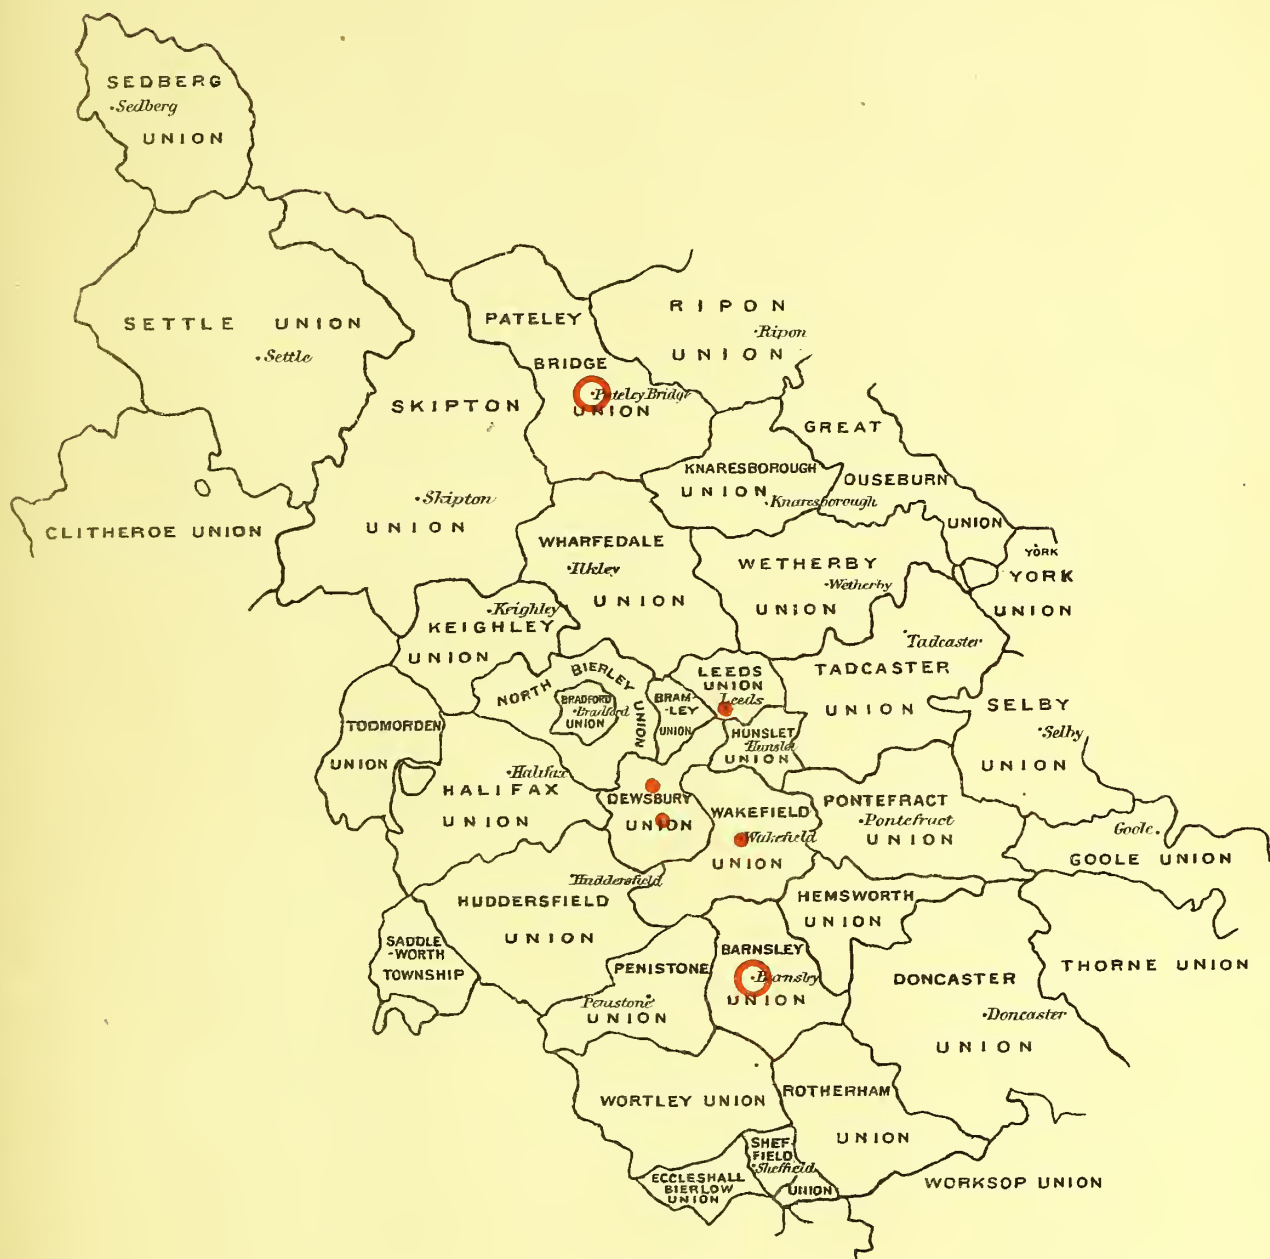 SEDBERG
Sedberg
UNION
SETTLE UNION
Settle
PATELEY
BRIDGE
Pateley Bridge
UNION
RIPON
Ripon
UNION
SKIPTON
Skipton
UNION
GREAT
OUSEBURN
UNION
KNARESBOROUGH
UNION
Knaresborough
CLITHEROE UNION
WHARFEDALE
Ilkley
UNION
WETHERBY
Wetherby
UNION
YORK
YORK
UNION
Keighley
KEIGHLEY
UNION
Tadcaster
TADCASTER
UNION
NORTH BIERLEY UNION
BRADFORD
Bradford
UNION
BRAM-
-LEY
UNION
LEEDS
UNION
Leeds
HUNSLET
Hunslet
UNION
SELBY
Selby
UNION
TODMORDEN
UNION
Halifax
HALIFAX
UNION
DEWSBURY
UNION
WAKEFIELD
Wakefield
UNION
PONTEFRACT
Pontefract
UNION
Goole
GOOLE UNION
Huddersfield
HUDDERSFIELD
UNION
HEMSWORTH
UNION
SADDLE
-WORTH
TOWNSHIP
PENISTONE
Penistone
UNION
BARNSLEY
Barnsley
UNION
DONCASTER
Doncaster
UNION
THORNE UNION
WORTLEY UNION
ROTHERHAM
UNION
SHEF-
FIELD
Sheffield
UNION
ECCLESHALL
BIERLOW
UNION
WORKSOP UNION